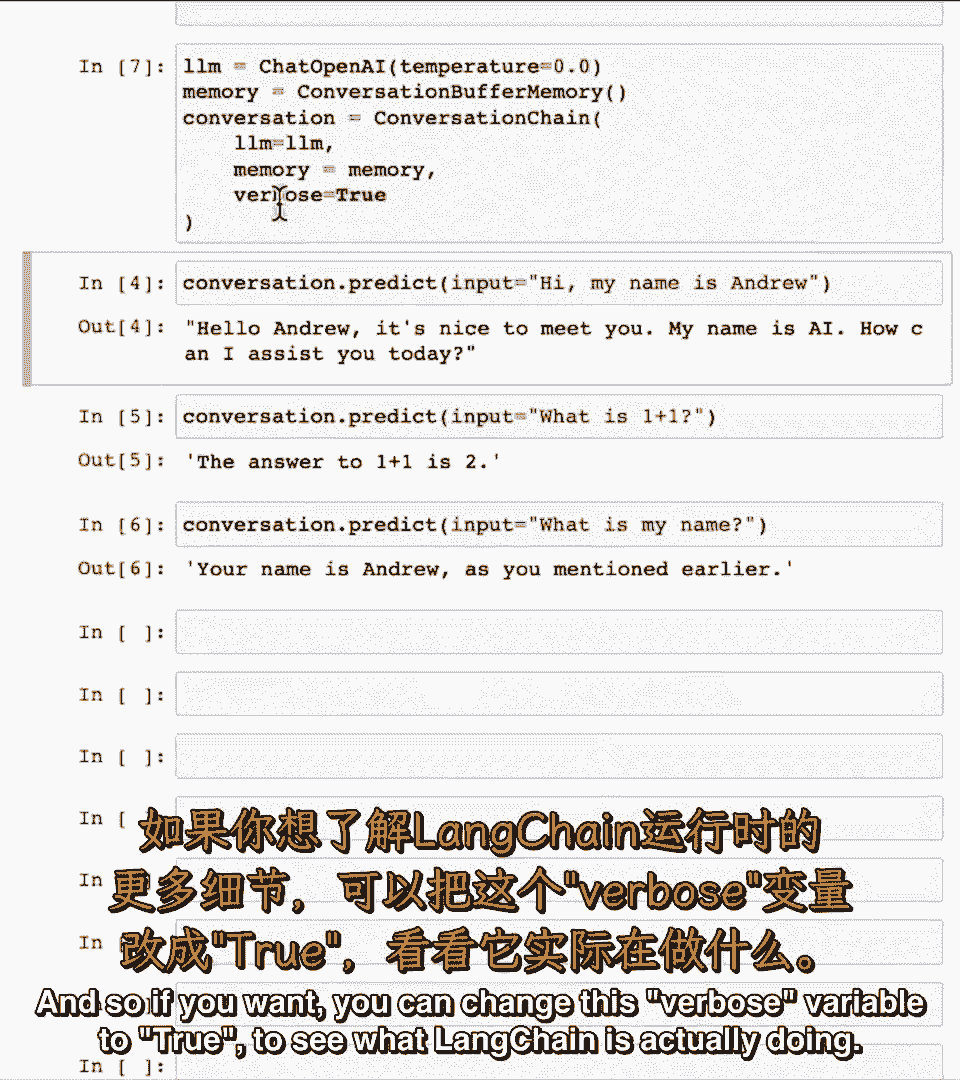 In [7]: llm = ChatOpenAI(temperature=0.0)
memory = ConversationBufferMemory()
conversation = ConversationChain(
llm=llm,
memory = memory,
verbose=True
)
In [4]: conversation.predict(input="Hi, my name is Andrew")
Out[4]: "Hello Andrew, it's nice to meet you. My name is AI. How c
an I assist you today?"
In [5]: conversation.predict(input="What is 1+1?")
Out[5]: 'The answer to 1+1 is 2.'
In [6]: conversation.predict(input="What is my name?")
Out[6]: 'Your name is Andrew, as you mentioned earlier.'
In [ ]:
In [ ]:
In [ ]:
In [
如果你想了解LangChain运行时的
In
更多细节，可以把这个"verbose"变量
In
改成"True"，看看它实际在做什么。
And so if you want, you can change this "verbose" variable
to "True", to see what LangChain is actually doing.
In [ ]: